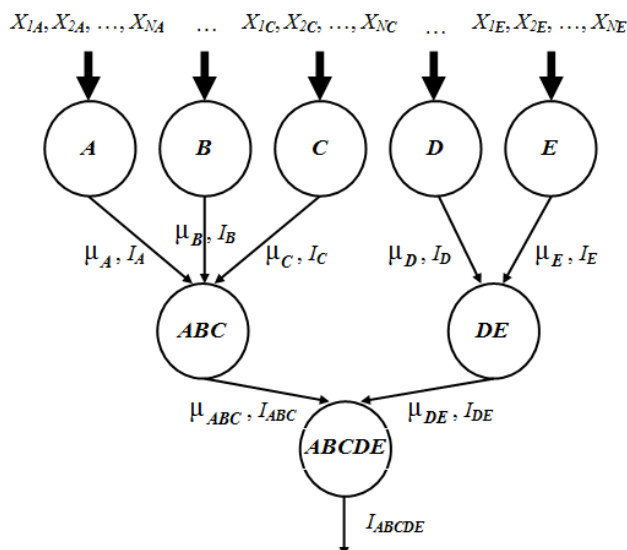 X1A, X2A, …, XNA … X1C, X2C, …, XNC … X1E, X2E, …, XNE
A B C D E
μA , IA μB , IB μC , IC μD , ID μE , IE
ABC DE
μABC , IABC μDE , IDE
ABCDE
IABCDE